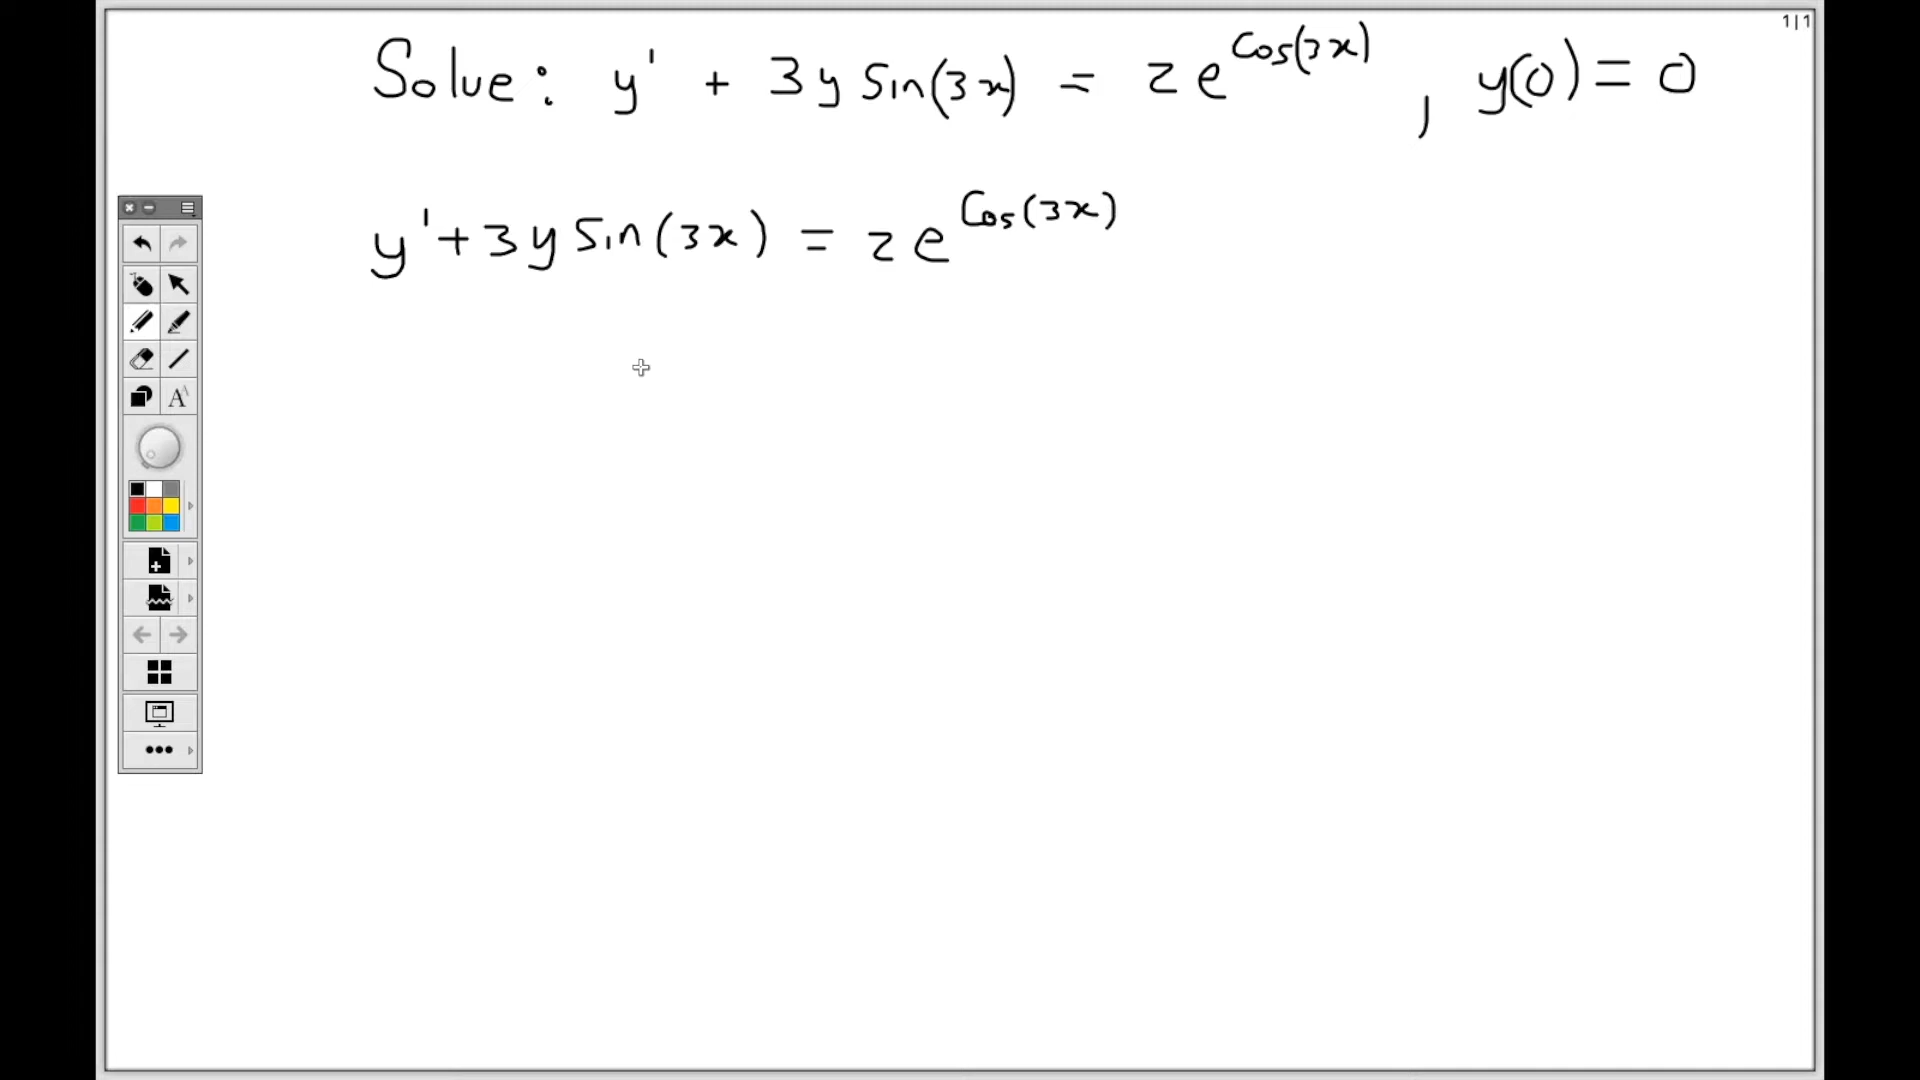 1|1
Solve: y' + 3y Sin(3x) = 2e^{Cos(3x)}, y(0) = 0
y' + 3y Sin(3x) = 2e^{Cos(3x)}